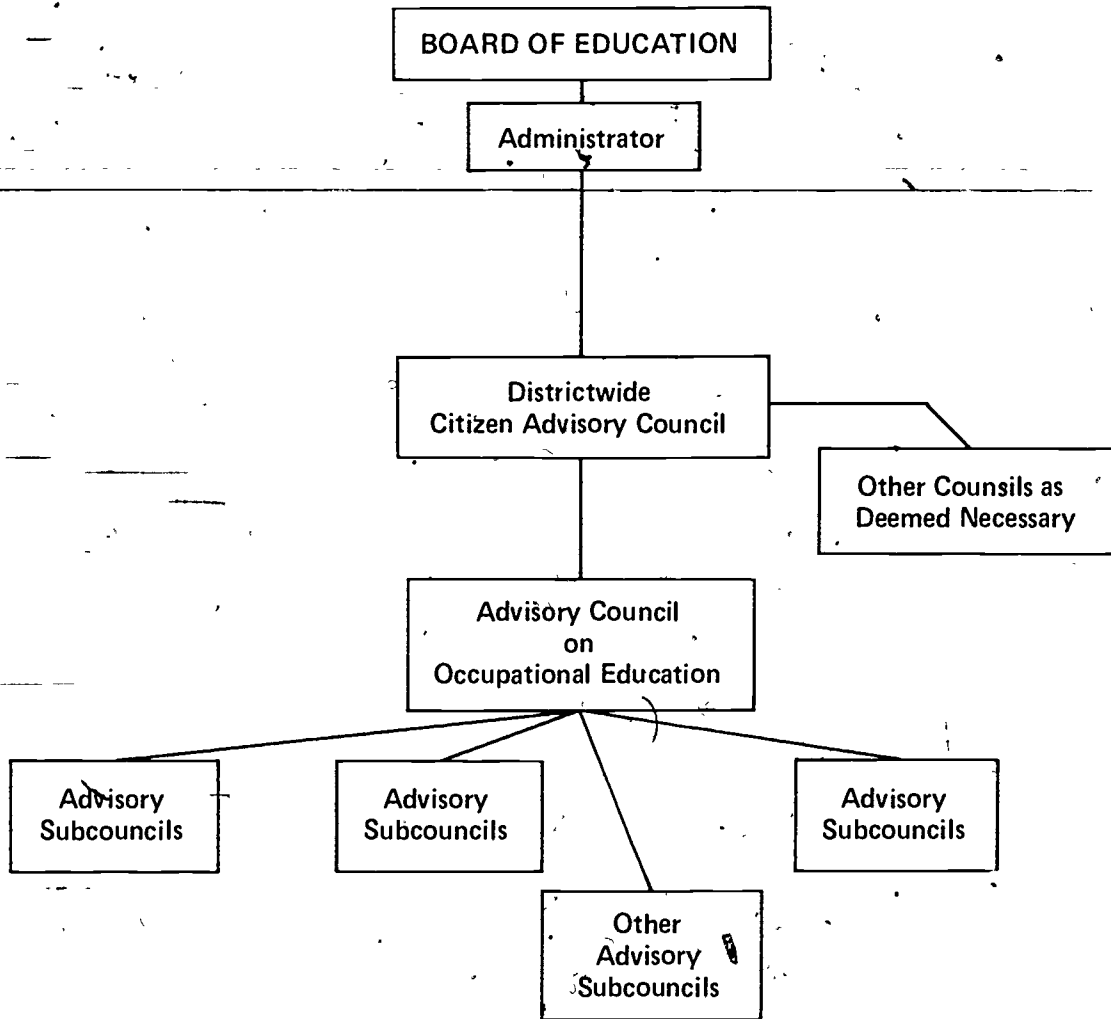 BOARD OF EDUCATION
Administrator
Districtwide
Citizen Advisory Council
Other Counsils as
Deemed Necessary
Advisory Council
on
Occupational Education
Advisory
Subcouncils
Advisory
Subcouncils
Advisory
Subcouncils
Other
Advisory
Subcouncils